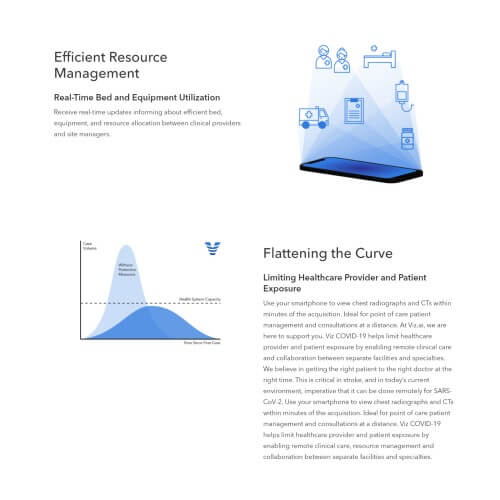 Efficient Resource
Management
Real-Time Bed and Equipment Utilization
Receive real-time updates informing about efficient bed,
equipment, and resource allocation between clinical providers
and site managers.
Case
Volume
Without
Protective
Measures
Health System Capacity
Time Since First Case
Flattening the Curve
Limiting Healthcare Provider and Patient
Exposure
Use your smartphone to view chest radiographs and CTs within
minutes of the acquisition. Ideal for point of care patient
management and consultations at a distance. At Viz.ai, we are
here to support you. Viz COVID-19 helps limit healthcare
provider and patient exposure by enabling remote clinical care
and collaboration between separate facilities and specialties.
We believe in getting the right patient to the right doctor at the
right time. This is critical in stroke, and in today's current
environment, imperative that it can be done remotely for SARS-
CoV-2. Use your smartphone to view chest radiographs and CTs
within minutes of the acquisition. Ideal for point of care patient
management and consultations at a distance. Viz COVID-19
helps limit healthcare provider and patient exposure by
enabling remote clinical care, resource management and
collaboration between separate facilities and specialties.